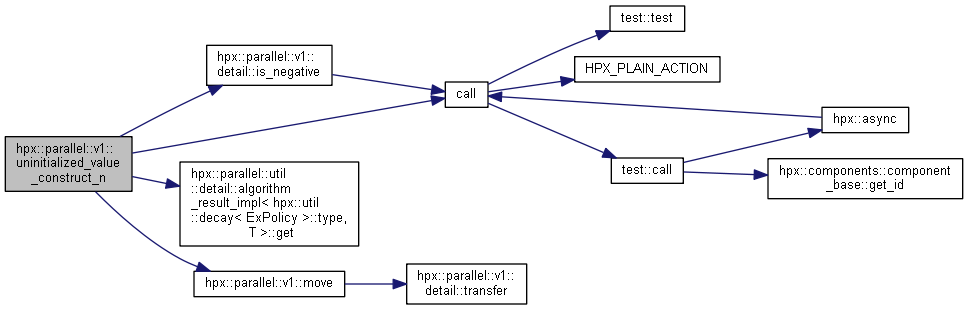 test::test
hpx::parallel::v1::
detail::is_negative
HPX_PLAIN_ACTION
call
hpx::async
hpx::parallel::v1::
uninitialized_value
_construct_n
test::call
hpx::components::component
_base::get_id
hpx::parallel::util
::detail::algorithm
_result_impl< hpx::util
::decay< ExPolicy >::type,
T >::get
hpx::parallel::v1::move
hpx::parallel::v1::
detail::transfer